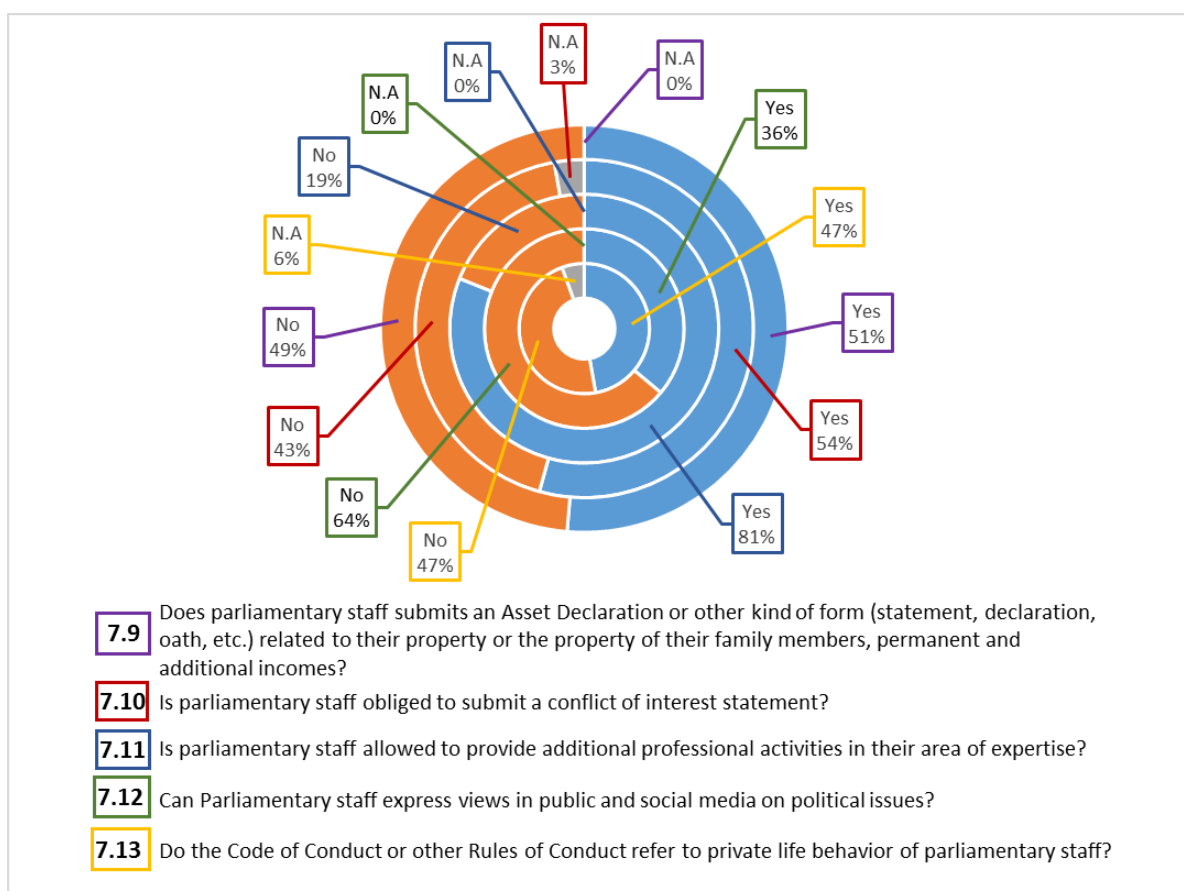 N.A
3%
N.A
0%
N.A
0%
N.A
0%
Yes
36%
No
19%
Yes
47%
N.A
6%
Yes
51%
No
49%
Yes
54%
No
43%
No
64%
Yes
81%
No
47%
7.9 Does parliamentary staff submits an Asset Declaration or other kind of form (statement, declaration,
oath, etc.) related to their property or the property of their family members, permanent and
additional incomes?
7.10 Is parliamentary staff obliged to submit a conflict of interest statement?
7.11 Is parliamentary staff allowed to provide additional professional activities in their area of expertise?
7.12 Can Parliamentary staff express views in public and social media on political issues?
7.13 Do the Code of Conduct or other Rules of Conduct refer to private life behavior of parliamentary staff?